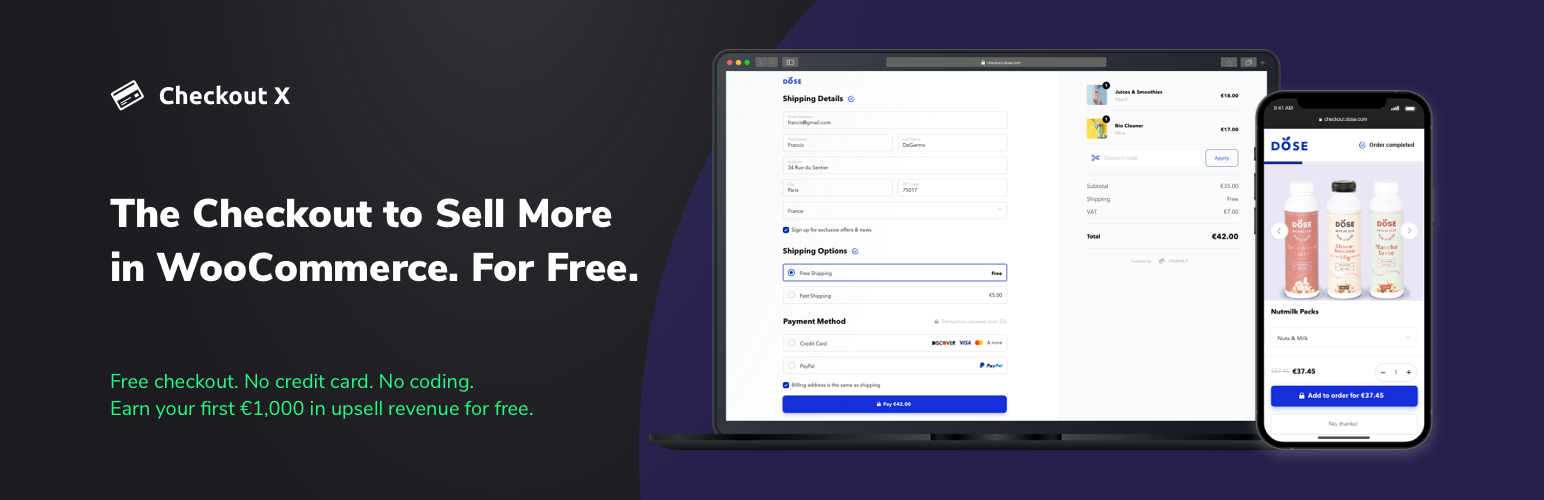 Checkout X
The Checkout to Sell More
in WooCommerce. For Free.
Free checkout. No credit card. No coding.
Earn your first €1,000 in upsell revenue for free.
checkout.dose.com
DOSE
Shipping Details
Email Address
francis@gmail.com
First Name
Francis
Last Name
DeGarmo
Address
34 Rue du Sentier
City
Paris
ZIP Code
75017
France
Sign up for exclusive offers & news
Shipping Options
Free Shipping Free
Fast Shipping €5.00
Payment Method Transaction secured over SSL
Credit Card DISCOVER VISA & more
PayPal PayPal
Billing address is the same as shipping
Pay €42.00
1
Juices & Smoothies €18.00
Peach
1
Bio Cleaner €17.00
Mint
Discount code Apply
Subtotal €35.00
Shipping Free
VAT €7.00
Total €42.00
Powered by Checkout X
9:41 AM
checkout.dose.com
DOSE Order completed
DOSE DOSE DOSE
Nutmilk Packs
Nuts & Milk
€57.45 €37.45 − 1 +
Add to order for €37.45
No, thanks!